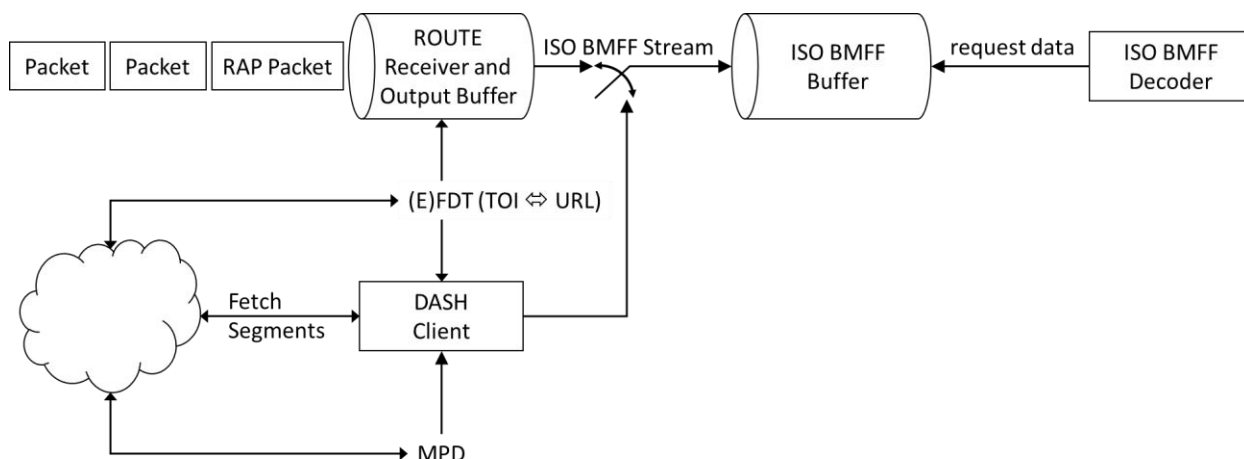 Packet
Packet
RAP Packet
ROUTE
Receiver and
Output Buffer
ISO BMFF Stream
ISO BMFF
Buffer
request data
ISO BMFF
Decoder
(E)FDT (TOI ⇔ URL)
Fetch
Segments
DASH
Client
MPD